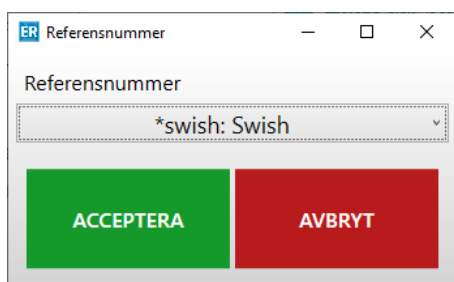 ER Referensnummer
Referensnummer
*swish: Swish
ACCEPTERA
AVBRYT